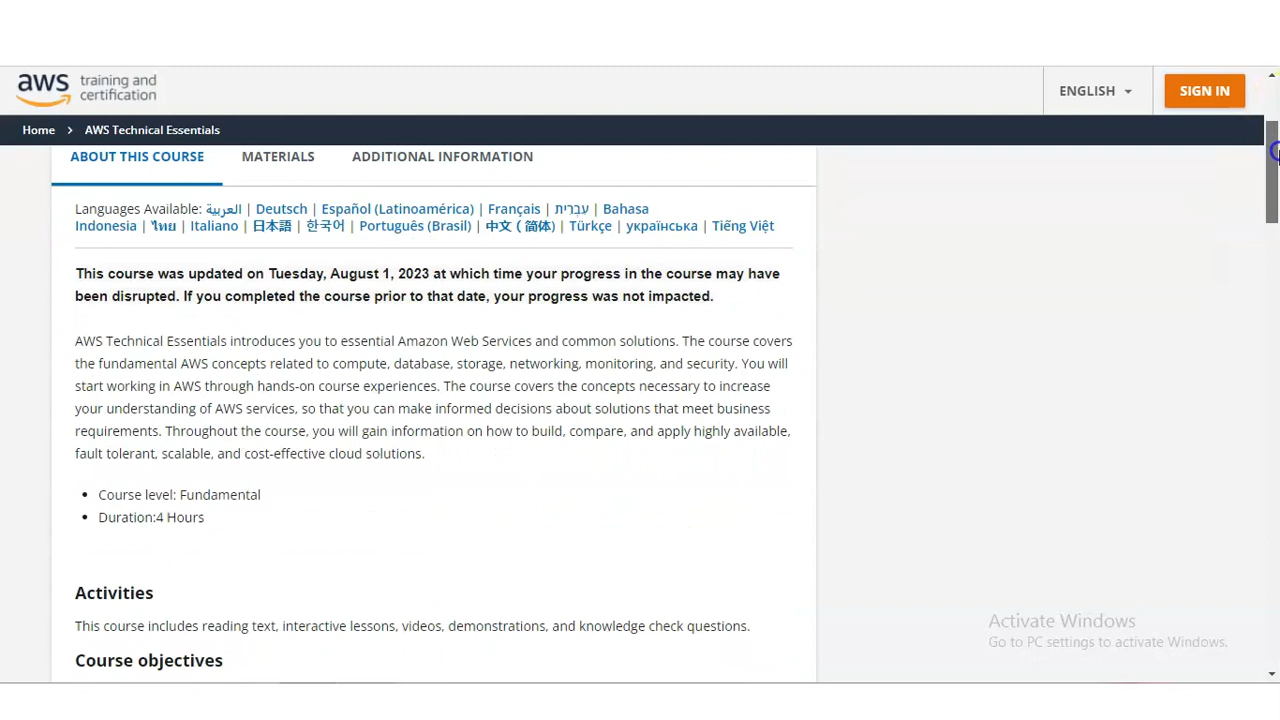 aws training and certification
ENGLISH
SIGN IN
Home > AWS Technical Essentials
ABOUT THIS COURSE MATERIALS ADDITIONAL INFORMATION
Languages Available: العربية | Deutsch | Español (Latinoamérica) | Français | עִבְרִית | Bahasa
Indonesia | ไทย | Italiano | 日本語 | 한국어 | Português (Brasil) | 中文 (简体) | Türkçe | українська | Tiếng Việt
This course was updated on Tuesday, August 1, 2023 at which time your progress in the course may have
been disrupted. If you completed the course prior to that date, your progress was not impacted.
AWS Technical Essentials introduces you to essential Amazon Web Services and common solutions. The course covers
the fundamental AWS concepts related to compute, database, storage, networking, monitoring, and security. You will
start working in AWS through hands-on course experiences. The course covers the concepts necessary to increase
your understanding of AWS services, so that you can make informed decisions about solutions that meet business
requirements. Throughout the course, you will gain information on how to build, compare, and apply highly available,
fault tolerant, scalable, and cost-effective cloud solutions.
• Course level: Fundamental
• Duration:4 Hours
Activities
This course includes reading text, interactive lessons, videos, demonstrations, and knowledge check questions.
Course objectives
Activate Windows
Go to PC settings to activate Windows.